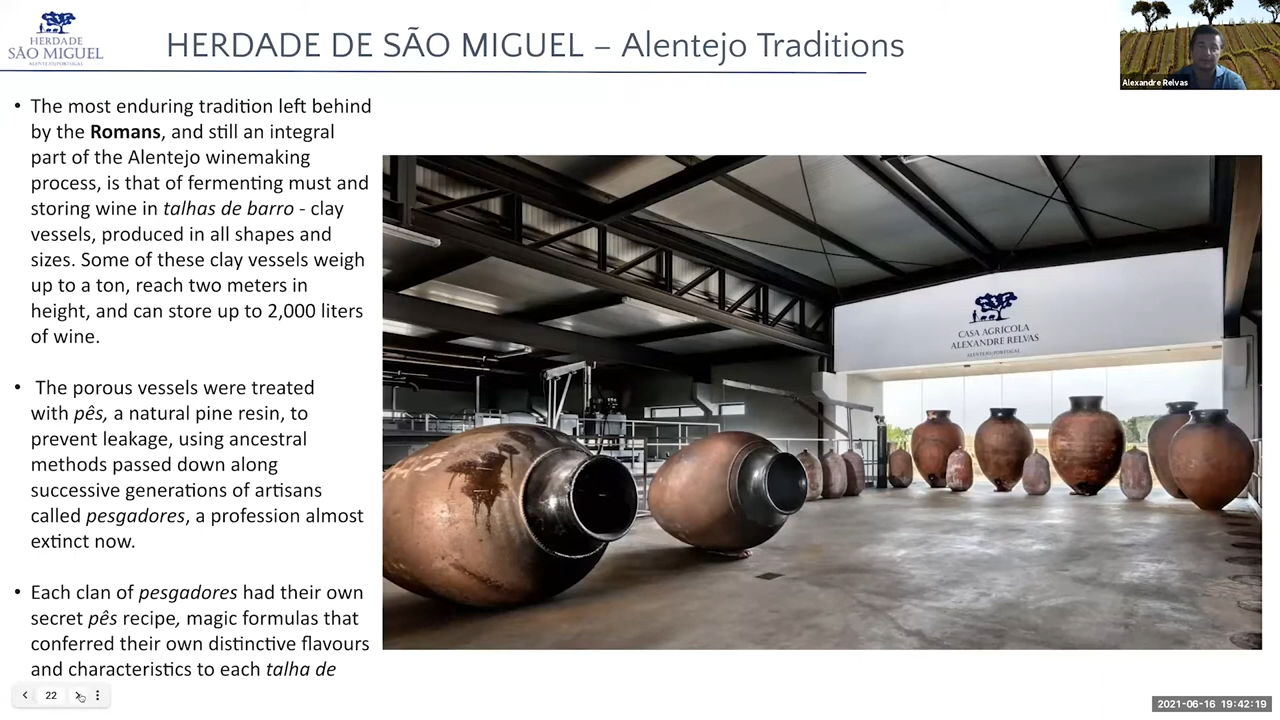 HERDADE
SÃO MIGUEL
ALENTEJO/PORTUGAL
HERDADE DE SÃO MIGUEL – Alentejo Traditions
Alexandre Relvas
• The most enduring tradition left behind
by the Romans, and still an integral
part of the Alentejo winemaking
process, is that of fermenting must and
storing wine in talhas de barro - clay
vessels, produced in all shapes and
sizes. Some of these clay vessels weigh
up to a ton, reach two meters in
height, and can store up to 2,000 liters
of wine.
• The porous vessels were treated
with pês, a natural pine resin, to
prevent leakage, using ancestral
methods passed down along
successive generations of artisans
called pesgadores, a profession almost
extinct now.
• Each clan of pesgadores had their own
secret pês recipe, magic formulas that
conferred their own distinctive flavours
and characteristics to each talha de
CASA AGRÍCOLA
ALEXANDRE RELVAS
ALENTEJO/PORTUGAL
22
2021-06-16 19:42:19